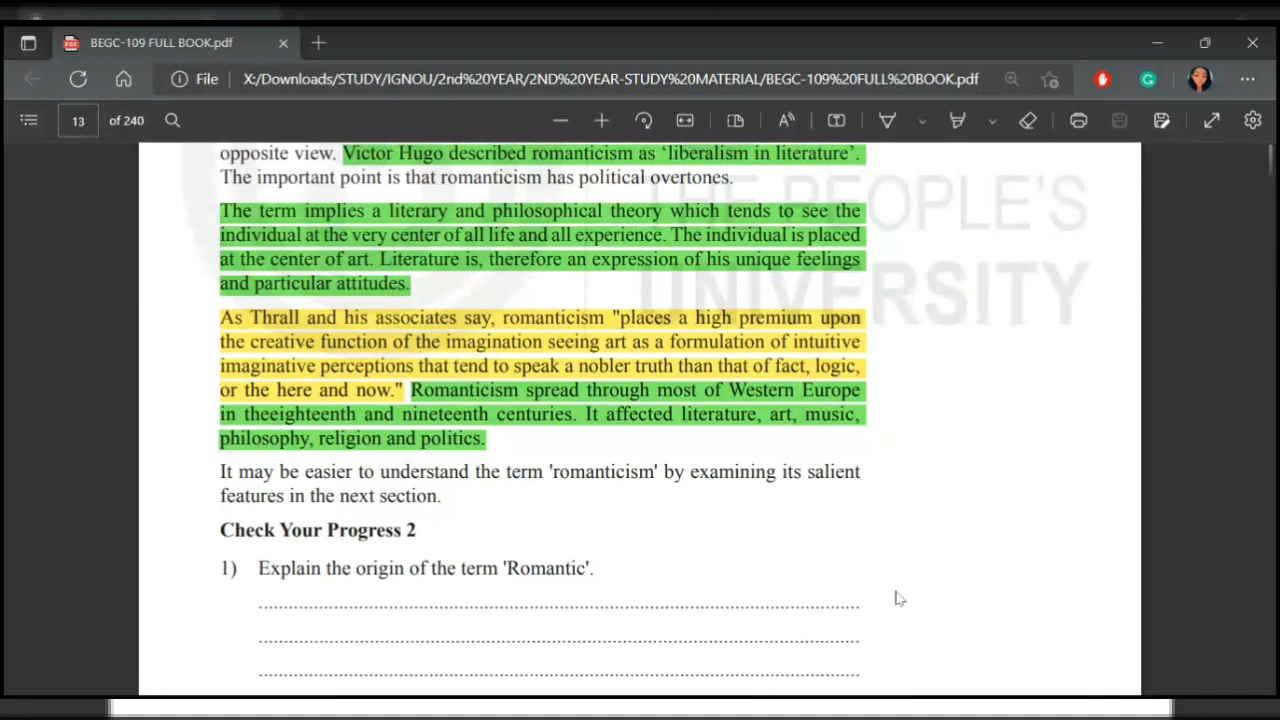 BEGC-109 FULL BOOK.pdf
File X:/Downloads/STUDY/IGNOU/2nd%20YEAR/2ND%20YEAR-STUDY%20MATERIAL/BEGC-109%20FULL%20BOOK.pdf
13 of 240
opposite view. Victor Hugo described romanticism as ‘liberalism in literature’.
The important point is that romanticism has political overtones.
The term implies a literary and philosophical theory which tends to see the
individual at the very center of all life and all experience. The individual is placed
at the center of art. Literature is, therefore an expression of his unique feelings
and particular attitudes.
As Thrall and his associates say, romanticism "places a high premium upon
the creative function of the imagination seeing art as a formulation of intuitive
imaginative perceptions that tend to speak a nobler truth than that of fact, logic,
or the here and now." Romanticism spread through most of Western Europe
in theeighteenth and nineteenth centuries. It affected literature, art, music,
philosophy, religion and politics.
It may be easier to understand the term 'romanticism' by examining its salient
features in the next section.
Check Your Progress 2
1) Explain the origin of the term 'Romantic'.
THE PEOPLE'S
UNIVERSITY